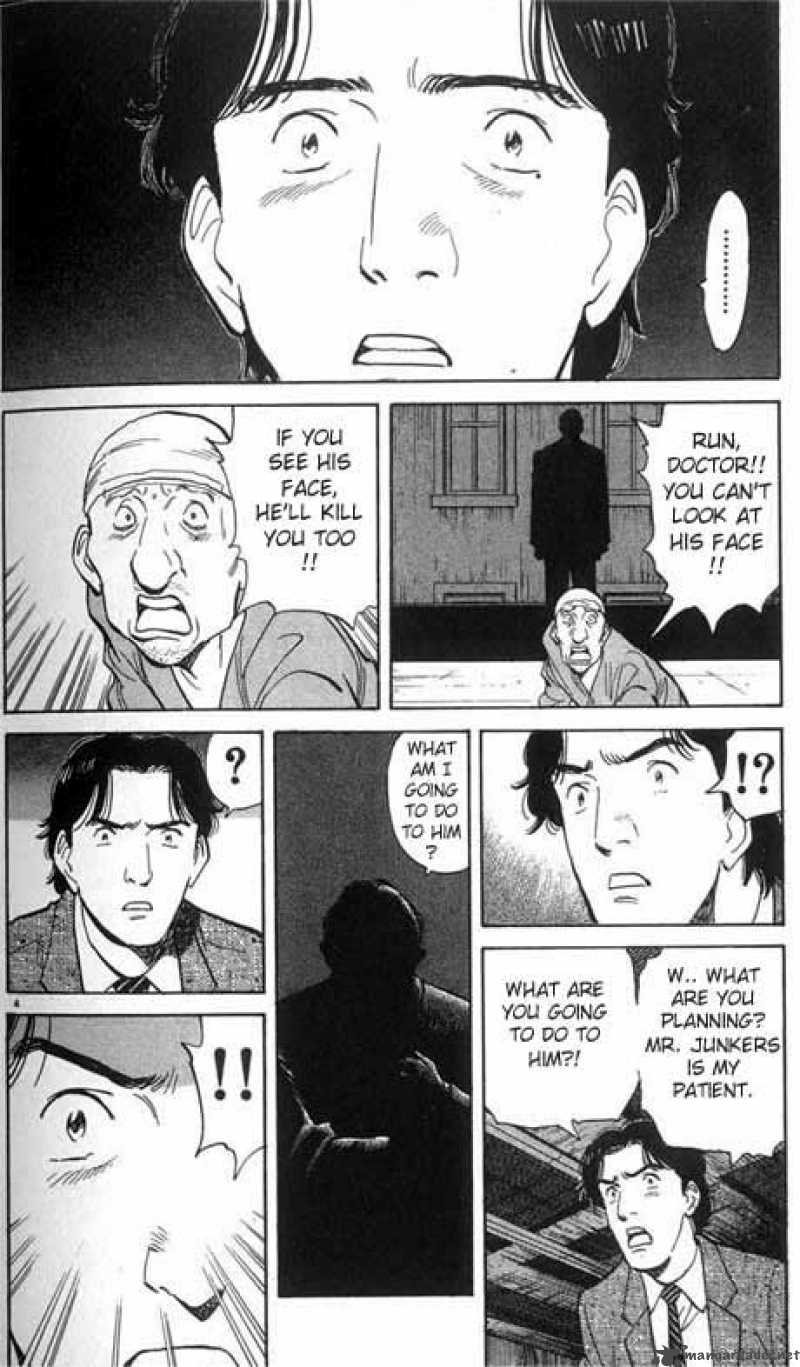 ..........
RUN,
DOCTOR!!
YOU CAN'T
LOOK AT
HIS FACE
!!
IF YOU
SEE HIS
FACE,
HE'LL KILL
YOU TOO
!!
!?
W.. WHAT
ARE YOU
PLANNING?
MR. JUNKERS
IS MY
PATIENT.
WHAT ARE
YOU GOING
TO DO TO
HIM?!
WHAT
AM I
GOING
TO DO
TO HIM
?
?
!!
4
mangareader.net